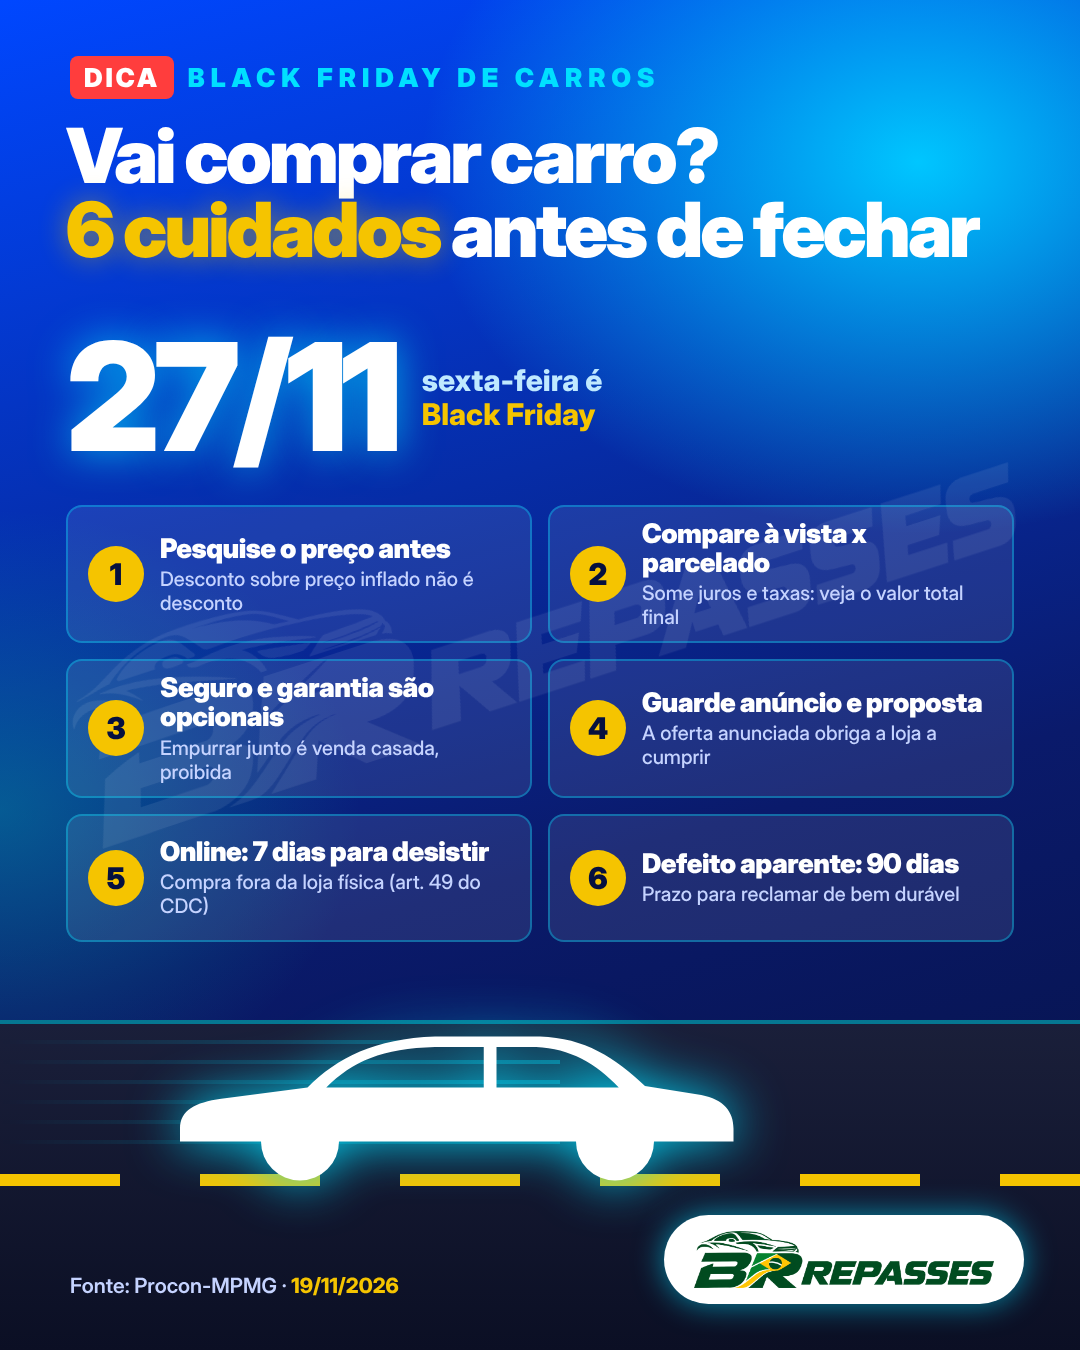 DICA BLACK FRIDAY DE CARROS
Vai comprar carro?
6 cuidados antes de fechar
27/11
sexta-feira é
Black Friday
1
Pesquise o preço antes
Desconto sobre preço inflado não é
desconto
2
Compare à vista x
parcelado
Some juros e taxas: veja o valor total
final
3
Seguro e garantia são
opcionais
Empurrar junto é venda casada,
proibida
4
Guarde anúncio e proposta
A oferta anunciada obriga a loja a
cumprir
5
Online: 7 dias para desistir
Compra fora da loja física (art. 49 do
CDC)
6
Defeito aparente: 90 dias
Prazo para reclamar de bem durável
BR REPASSES
Fonte: Procon-MPMG · 19/11/2026
BR REPASSES